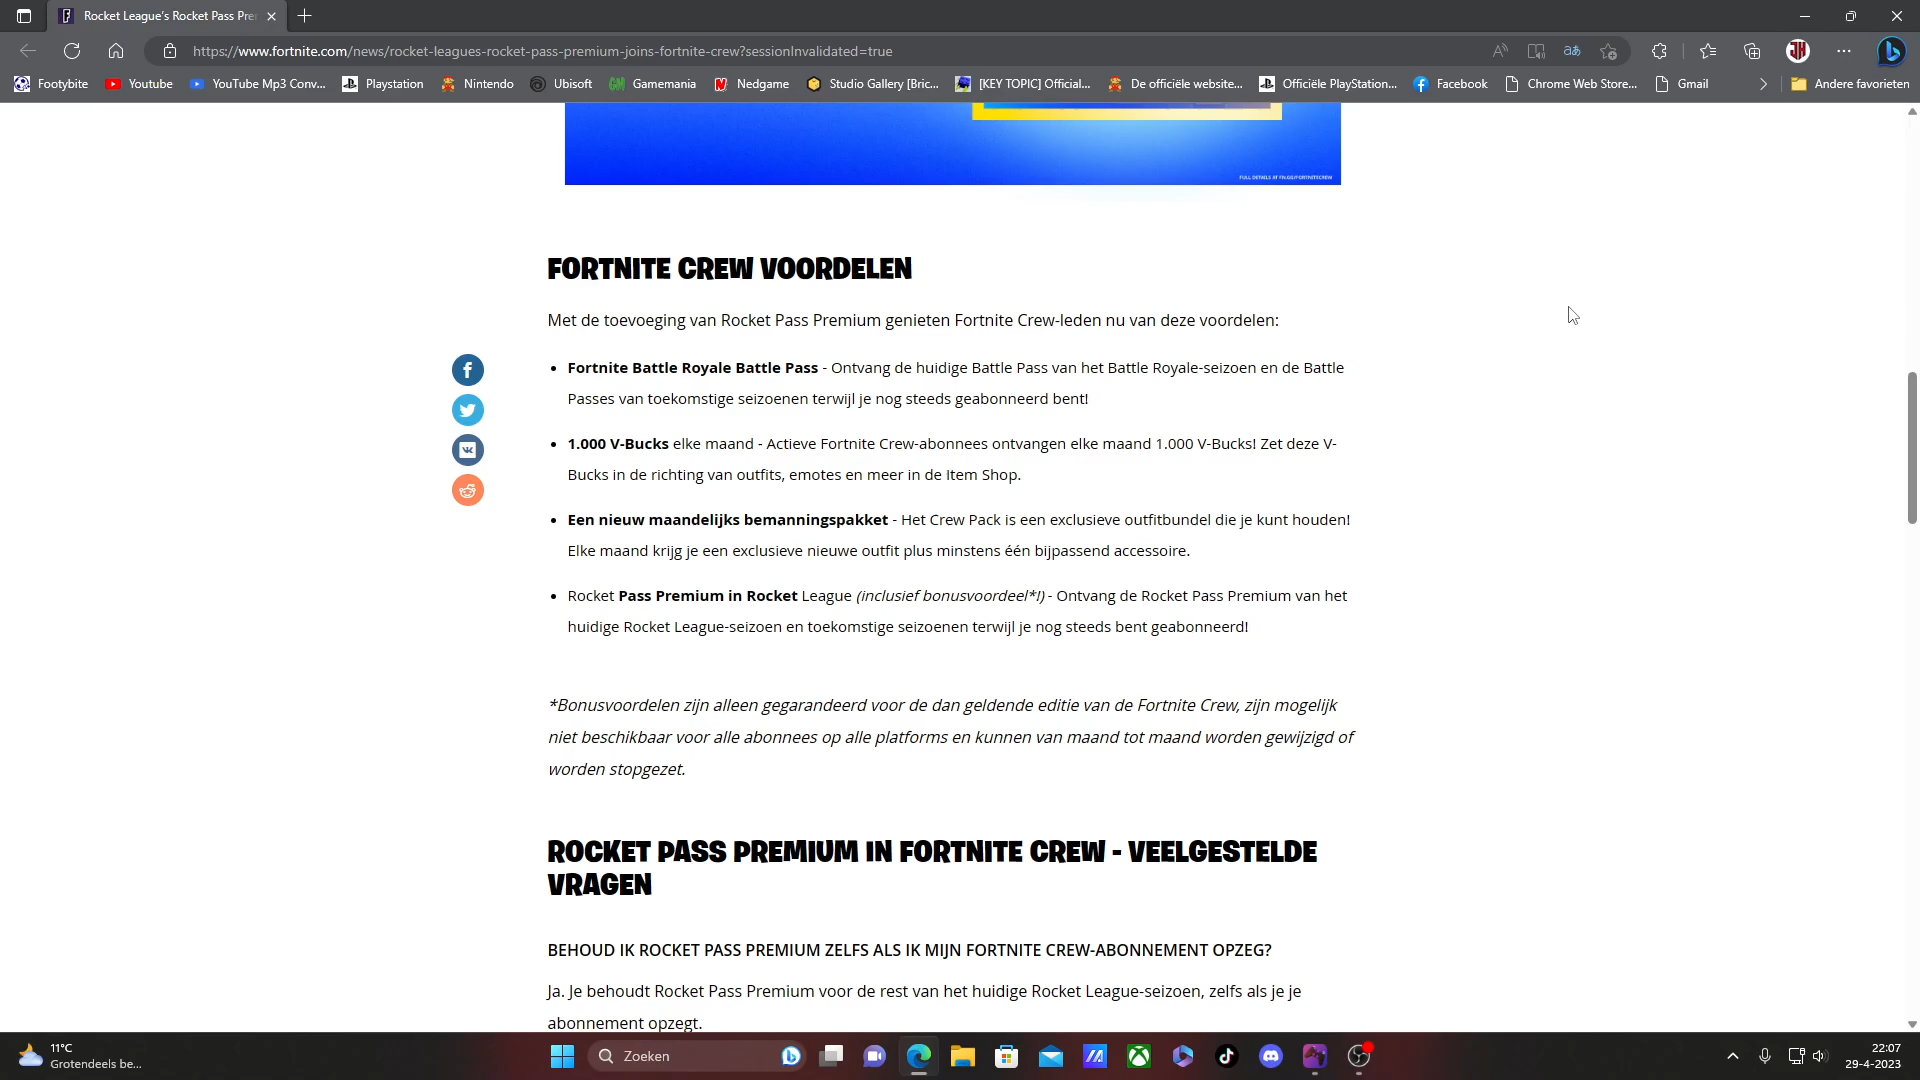 Rocket League's Rocket Pass Pre
https://www.fortnite.com/news/rocket-leagues-rocket-pass-premium-joins-fortnite-crew?sessionInvalidated=true
Footybite Youtube YouTube Mp3 Conv... Playstation Nintendo Ubisoft Gamemania Nedgame Studio Gallery [Bric... [KEY TOPIC] Official... De officiële website... Officiële PlayStation... Facebook Chrome Web Store... Gmail Andere favorieten
FULL DETAILS AT FN.GG/FORTNITECREW
FORTNITE CREW VOORDELEN
Met de toevoeging van Rocket Pass Premium genieten Fortnite Crew-leden nu van deze voordelen:
• Fortnite Battle Royale Battle Pass - Ontvang de huidige Battle Pass van het Battle Royale-seizoen en de Battle
Passes van toekomstige seizoenen terwijl je nog steeds geabonneerd bent!
• 1.000 V-Bucks elke maand - Actieve Fortnite Crew-abonnees ontvangen elke maand 1.000 V-Bucks! Zet deze V-
Bucks in de richting van outfits, emotes en meer in de Item Shop.
• Een nieuw maandelijks bemanningspakket - Het Crew Pack is een exclusieve outfitbundel die je kunt houden!
Elke maand krijg je een exclusieve nieuwe outfit plus minstens één bijpassend accessoire.
• Rocket Pass Premium in Rocket League (inclusief bonusvoordeel*!) - Ontvang de Rocket Pass Premium van het
huidige Rocket League-seizoen en toekomstige seizoenen terwijl je nog steeds bent geabonneerd!
*Bonusvoordelen zijn alleen gegarandeerd voor de dan geldende editie van de Fortnite Crew, zijn mogelijk
niet beschikbaar voor alle abonnees op alle platforms en kunnen van maand tot maand worden gewijzigd of
worden stopgezet.
ROCKET PASS PREMIUM IN FORTNITE CREW - VEELGESTELDE
VRAGEN
BEHOUD IK ROCKET PASS PREMIUM ZELFS ALS IK MIJN FORTNITE CREW-ABONNEMENT OPZEG?
Ja. Je behoudt Rocket Pass Premium voor de rest van het huidige Rocket League-seizoen, zelfs als je je
abonnement opzegt.
11°C
Grotendeels be...
Zoeken
22:07
29-4-2023